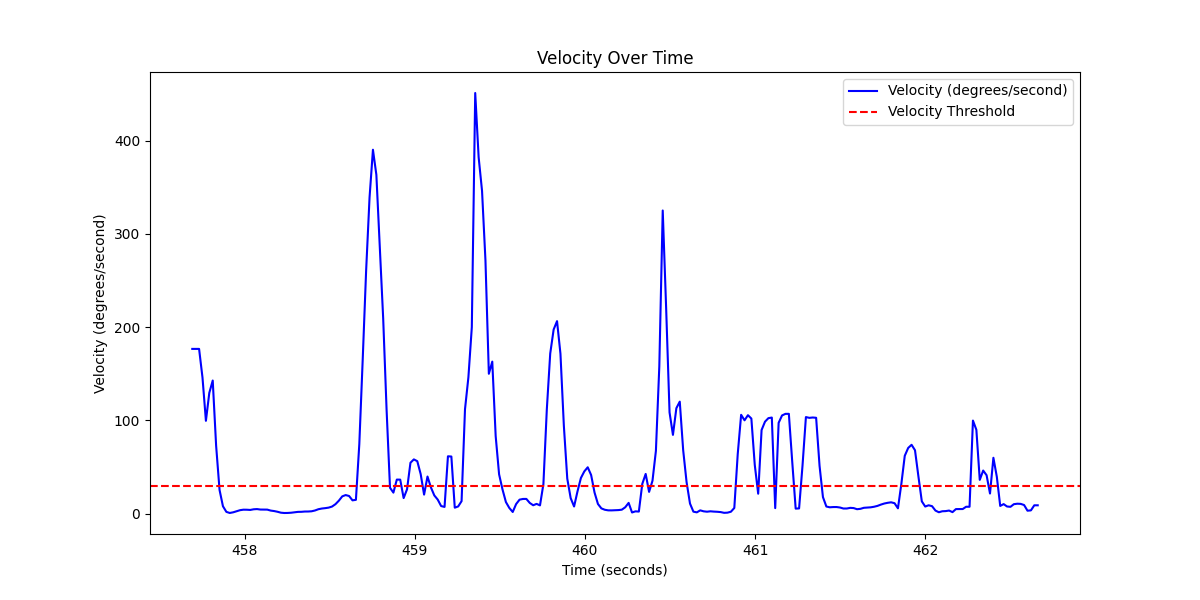 Velocity Over Time
Velocity (degrees/second)
Velocity Threshold
Velocity (degrees/second)
400
300
200
100
0
458 459 460 461 462
Time (seconds)